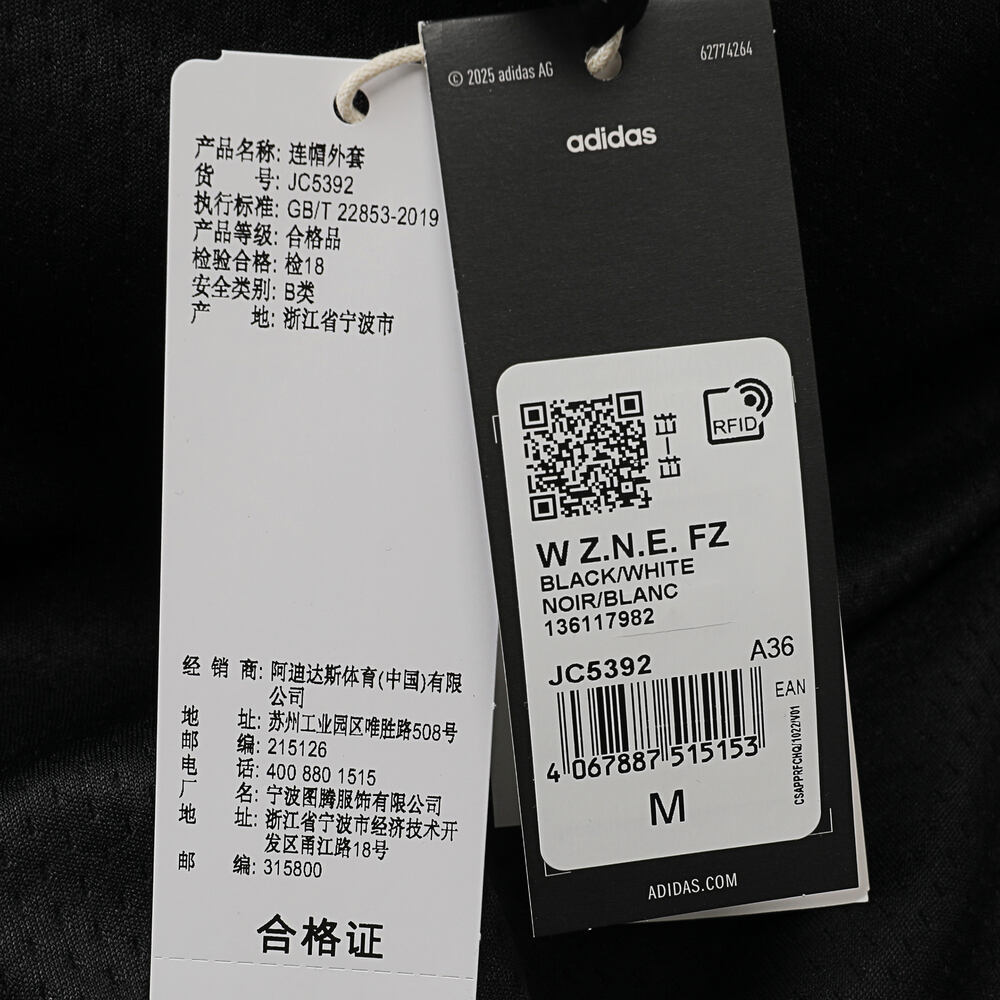 产品名称: 连帽外套
货 号: JC5392
执行标准: GB/T 22853-2019
产品等级: 合格品
检验合格: 检18
安全类别: B类
产 地: 浙江省宁波市
经 销 商: 阿迪达斯体育(中国)有限
公司
地 址: 苏州工业园区唯胜路508号
邮 编: 215126
电 话: 400 880 1515
厂 名: 宁波图腾服饰有限公司
地 址: 浙江省宁波市经济技术开
发区甬江路18号
邮 编: 315800
合格证
© 2025 adidas AG
62774264
adidas
扫一扫
RFID
W Z.N.E. FZ
BLACK/WHITE
NOIR/BLANC
136117982
JC5392
A36
EAN
4 067887 515153
CSAPPRFCHQ/1022/V01
M
ADIDAS.COM